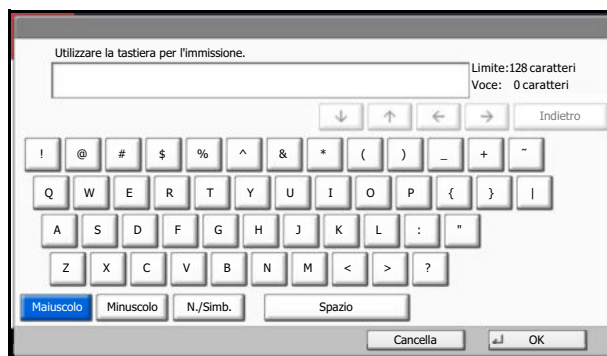 Utilizzare la tastiera per l'immissione.
Limite:128 caratteri
Voce: 0 caratteri
↓ ↑ ← → Indietro
! @ # $ % ^ & * ( ) _ + ~
Q W E R T Y U I O P { } |
A S D F G H J K L : "
Z X C V B N M < > ?
Maiuscolo Minuscolo N./Simb. Spazio
Cancella OK